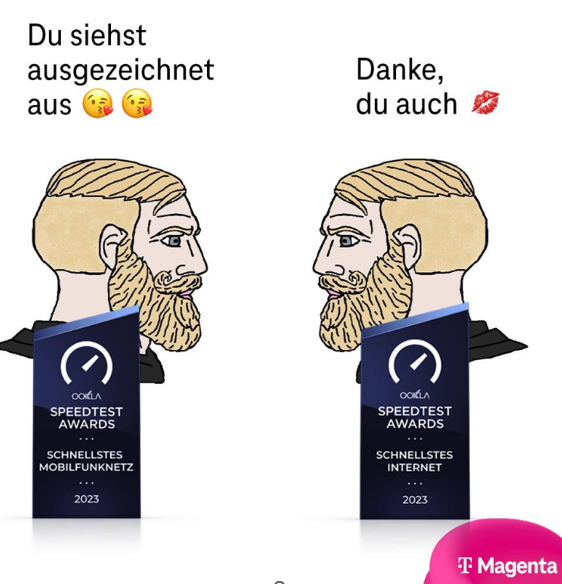 Du siehst
ausgezeichnet
aus 😘 😘
Danke,
du auch 💋
OOKLA
SPEEDTEST
AWARDS
SCHNELLSTES
MOBILFUNKNETZ
2023
OOKLA
SPEEDTEST
AWARDS
SCHNELLSTES
INTERNET
2023
T Magenta